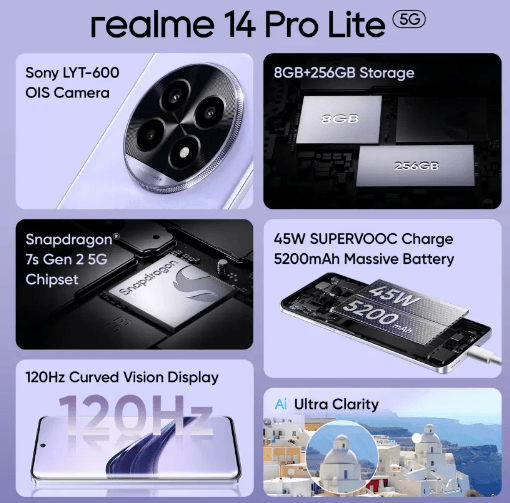 realme 14 Pro Lite 5G
Sony LYT-600
OIS Camera
8GB+256GB Storage
8GB
256GB
Snapdragon®
7s Gen 2 5G
Chipset
Snapdragon
45W SUPERVOOC Charge
5200mAh Massive Battery
45W
5200 mAh
120Hz Curved Vision Display
120Hz
Ai Ultra Clarity